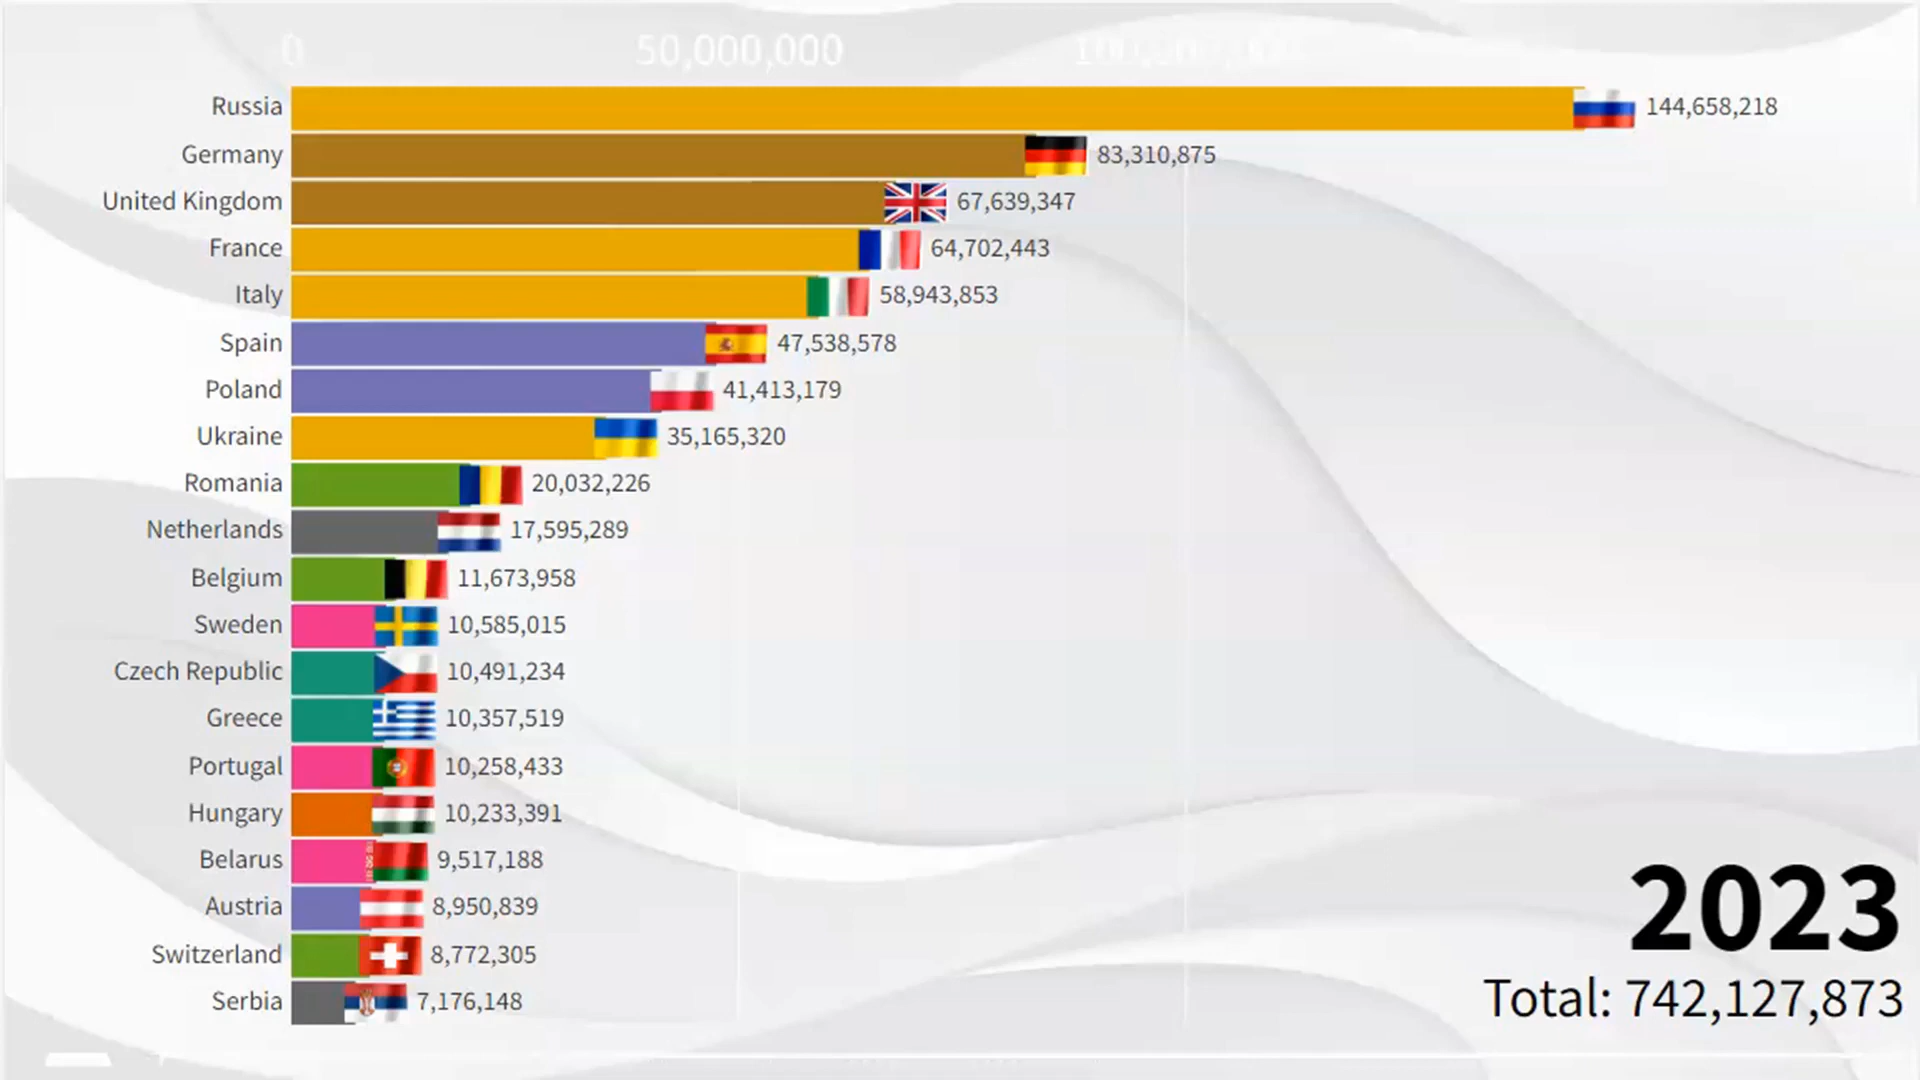 0 50,000,000
Russia 144,658,218
Germany 83,310,875
United Kingdom 67,639,347
France 64,702,443
Italy 58,943,853
Spain 47,538,578
Poland 41,413,179
Ukraine 35,165,320
Romania 20,032,226
Netherlands 17,595,289
Belgium 11,673,958
Sweden 10,585,015
Czech Republic 10,491,234
Greece 10,357,519
Portugal 10,258,433
Hungary 10,233,391
Belarus 9,517,188
Austria 8,950,839
Switzerland 8,772,305
Serbia 7,176,148
2023
Total: 742,127,873